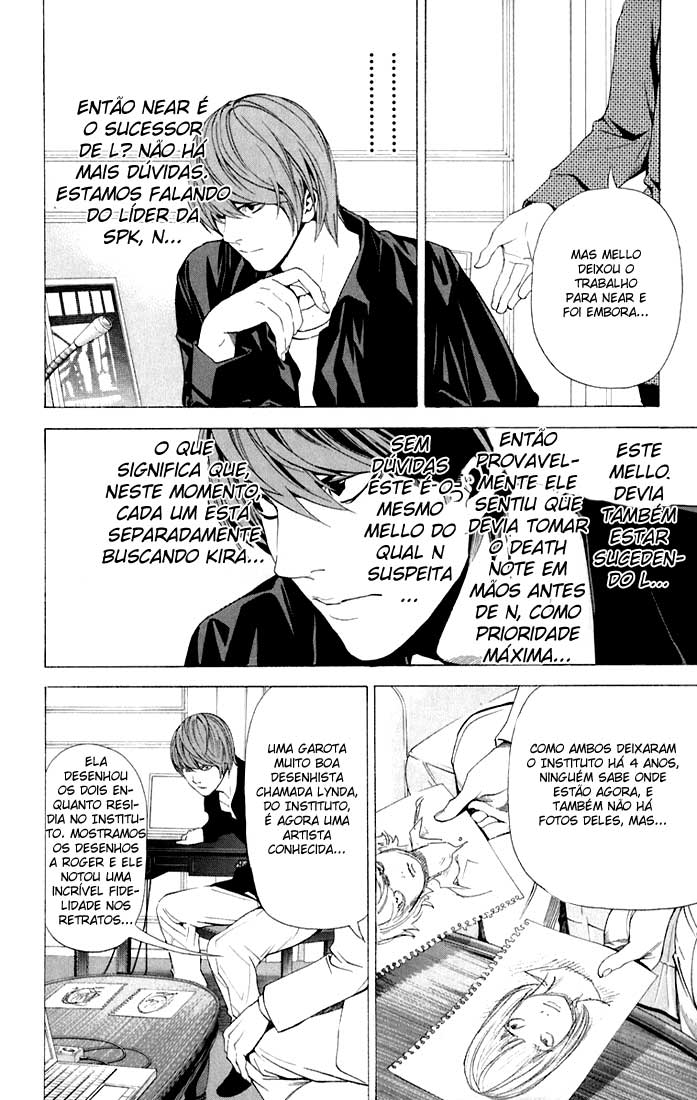 MAS MELLO
DEIXOU O
TRABALHO
PARA NEAR E
FOI EMBORA...
ENTÃO NEAR É
O SUCESSOR
DE L? NÃO HÁ
MAIS DÚVIDAS.
ESTAMOS FALANDO
DO LÍDER DA
SPK, N...
ESTE
MELLO.
DEVIA
TAMBÉM
ESTAR
SUCEDEN-
DO L...
ENTÃO
PROVAVEL-
MENTE ELE
SENTIU QUE
DEVIA TOMAR
O DEATH
NOTE EM
MÃOS ANTES
DE N, COMO
PRIORIDADE
MÁXIMA...
SEM
DÚVIDAS
ESTE É O
MESMO
MELLO DO
QUAL N
SUSPEITA
...
O QUE
SIGNIFICA QUE,
NESTE MOMENTO,
CADA UM ESTÁ
SEPARADAMENTE
BUSCANDO KIRA...
COMO AMBOS DEIXARAM
O INSTITUTO HÁ 4 ANOS,
NINGUÉM SABE ONDE
ESTÃO AGORA, E
TAMBÉM NÃO HÁ
FOTOS DELES, MAS...
UMA GAROTA
MUITO BOA
DESENHISTA
CHAMADA LYNDA,
DO INSTITUTO,
É AGORA UMA
ARTISTA
CONHECIDA...
ELA
DESENHOU
OS DOIS EN-
QUANTO RESI-
DIA NO INSTITU-
TO. MOSTRAMOS
OS DESENHOS
A ROGER E ELE
NOTOU UMA
INCRÍVEL FIDE-
LIDADE NOS
RETRATOS...